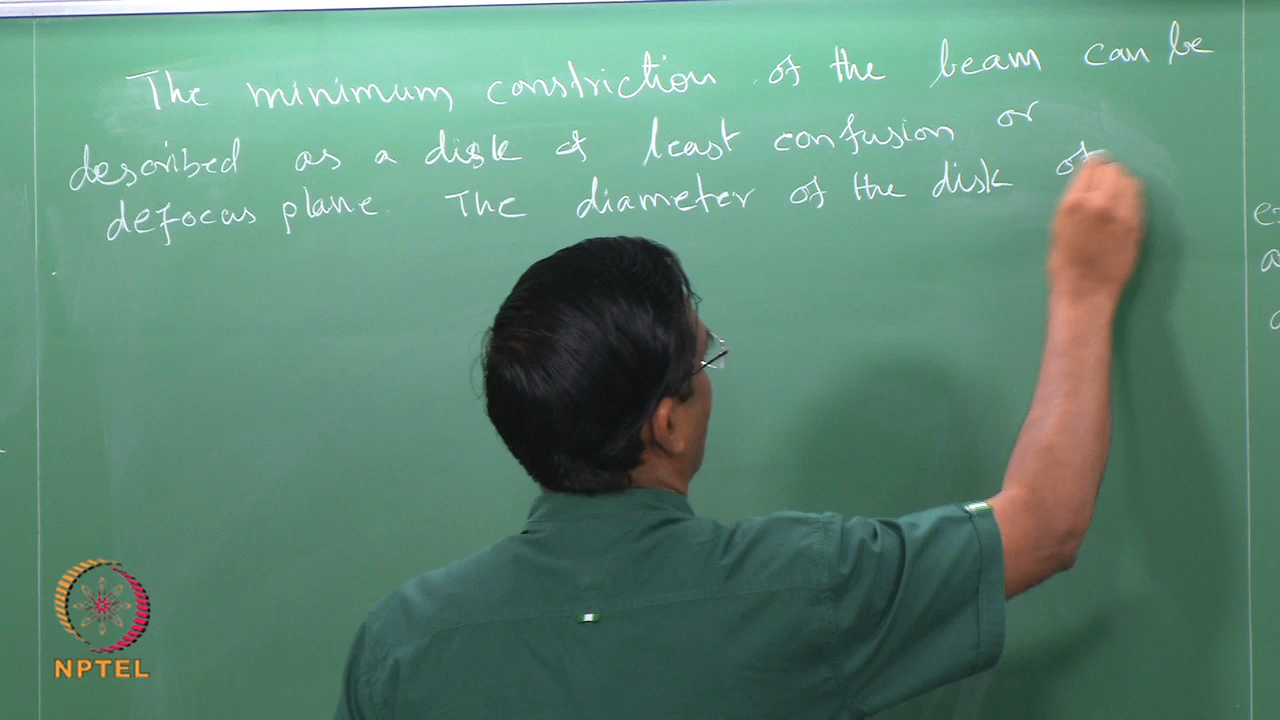 The minimum constriction of the beam can be
described as a disk of least confusion or
defocus plane. The diameter of the disk of
NPTEL